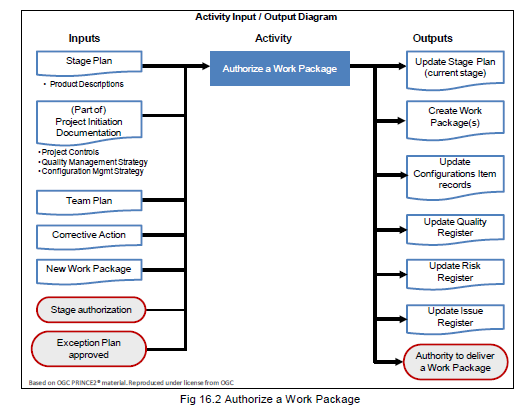 Activity Input / Output Diagram
Inputs
Activity
Outputs
Stage Plan
• Product Descriptions
(Part of)
Project Initiation
Documentation
•Project Controls
•Quality Management Strategy
•Configuration Mgmt Strategy
Team Plan
Corrective Action
New Work Package
Stage authorization
Exception Plan
approved
Authorize a Work Package
Update Stage Plan
(current stage)
Create Work
Package(s)
Update
Configurations Item
records
Update Quality
Register
Update Risk
Register
Update Issue
Register
Authority to deliver
a Work Package
Based on OGC PRINCE2® material. Reproduced under license from OGC
Fig 16.2 Authorize a Work Package